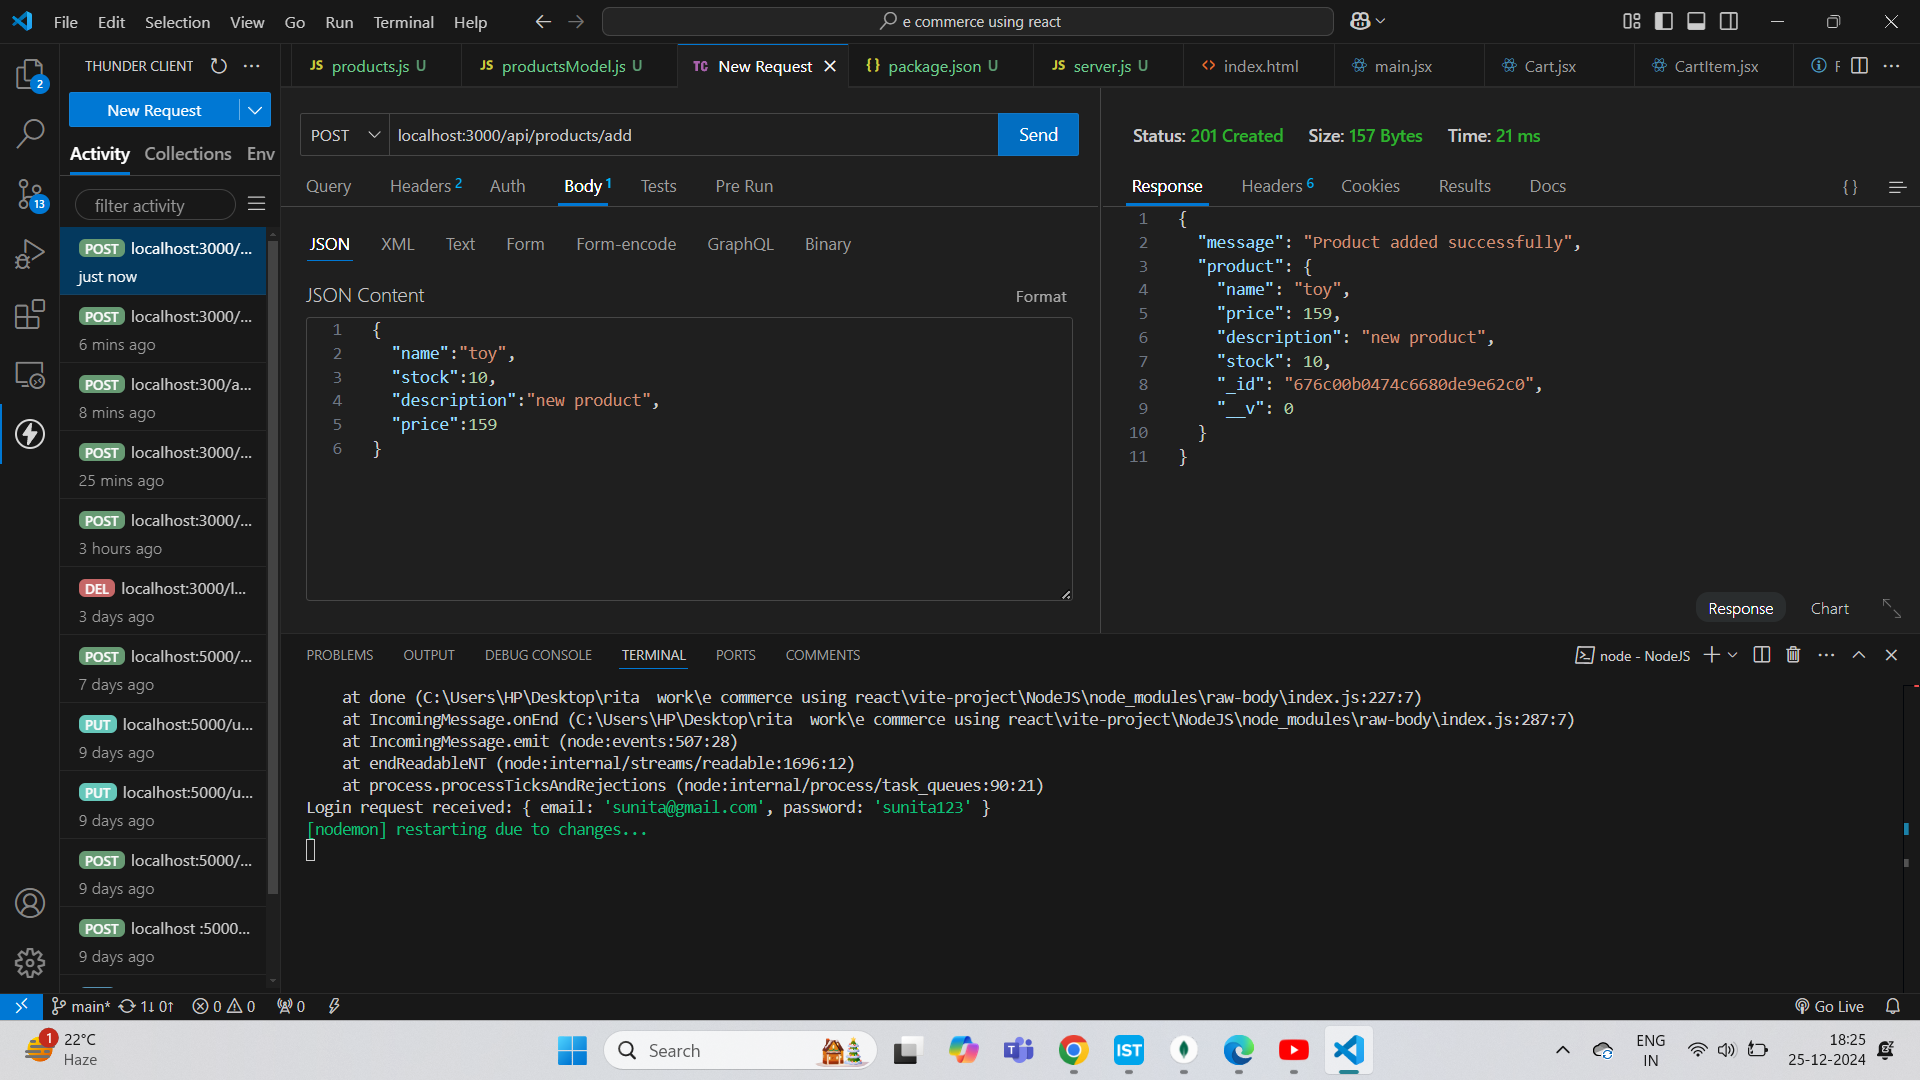 File Edit Selection View Go Run Terminal Help
e commerce using react
THUNDER CLIENT
JS products.js U
JS productsModel.js U
TC New Request
{} package.json U
JS server.js U
<> index.html
main.jsx
Cart.jsx
CartItem.jsx
2
New Request
Activity Collections Env
filter activity
13
POST localhost:3000/...
just now
POST localhost:3000/...
6 mins ago
POST localhost:300/a...
8 mins ago
POST localhost:3000/...
25 mins ago
POST localhost:3000/...
3 hours ago
DEL localhost:3000/l...
3 days ago
POST localhost:5000/...
7 days ago
PUT localhost:5000/u...
9 days ago
PUT localhost:5000/u...
9 days ago
POST localhost:5000/...
9 days ago
POST localhost :5000...
9 days ago
POST localhost:3000/api/products/add Send
Query Headers 2 Auth Body 1 Tests Pre Run
JSON XML Text Form Form-encode GraphQL Binary
JSON Content Format
1 {
2 "name":"toy",
3 "stock":10,
4 "description":"new product",
5 "price":159
6 }
Status: 201 Created Size: 157 Bytes Time: 21 ms
Response Headers 6 Cookies Results Docs { }
1 {
2 "message": "Product added successfully",
3 "product": {
4 "name": "toy",
5 "price": 159,
6 "description": "new product",
7 "stock": 10,
8 "_id": "676c00b0474c6680de9e62c0",
9 "__v": 0
10 }
11 }
Response Chart
PROBLEMS OUTPUT DEBUG CONSOLE TERMINAL PORTS COMMENTS
node - NodeJS
at done (C:\Users\HP\Desktop\rita  work\e commerce using react\vite-project\NodeJS\node_modules\raw-body\index.js:227:7)
at IncomingMessage.onEnd (C:\Users\HP\Desktop\rita  work\e commerce using react\vite-project\NodeJS\node_modules\raw-body\index.js:287:7)
at IncomingMessage.emit (node:events:507:28)
at endReadableNT (node:internal/streams/readable:1696:12)
at process.processTicksAndRejections (node:internal/process/task_queues:90:21)
Login request received: { email: 'sunita@gmail.com', password: 'sunita123' }
[nodemon] restarting due to changes...
main* 1↓ 0↑ 0 0 0
Go Live
1
22°C
Haze
Search
IST
ENG
IN
18:25
25-12-2024